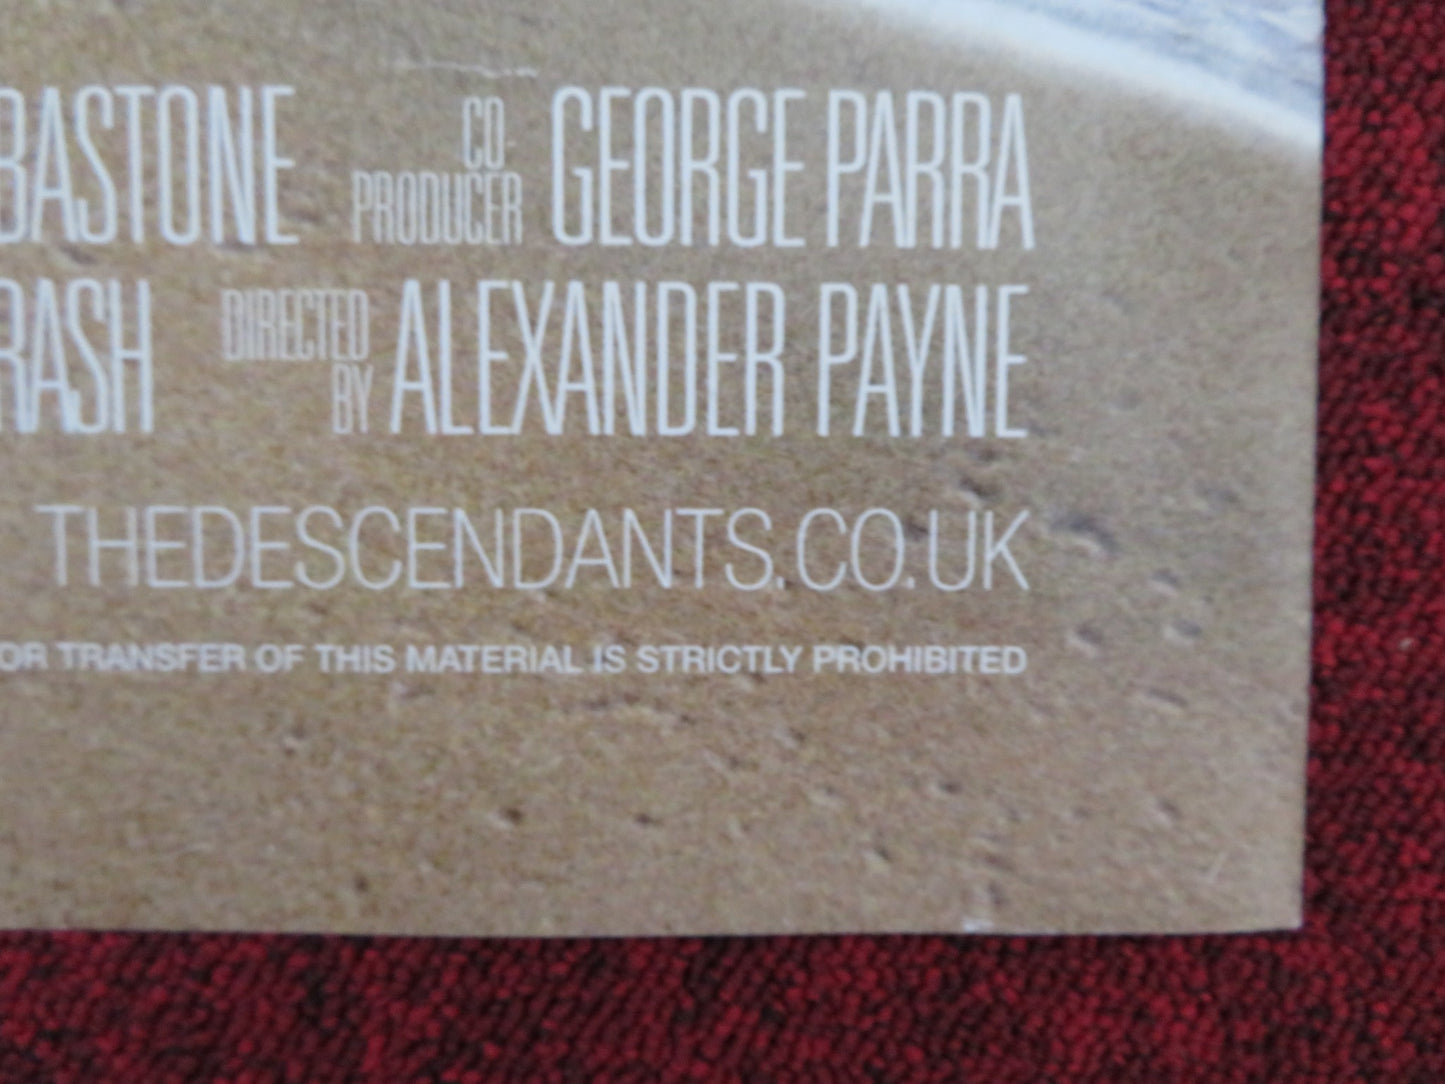 BASTONE CO-PRODUCER GEORGE PARRA
RASH DIRECTED BY ALEXANDER PAYNE
THEDESCENDANTS.CO.UK
OR TRANSFER OF THIS MATERIAL IS STRICTLY PROHIBITED